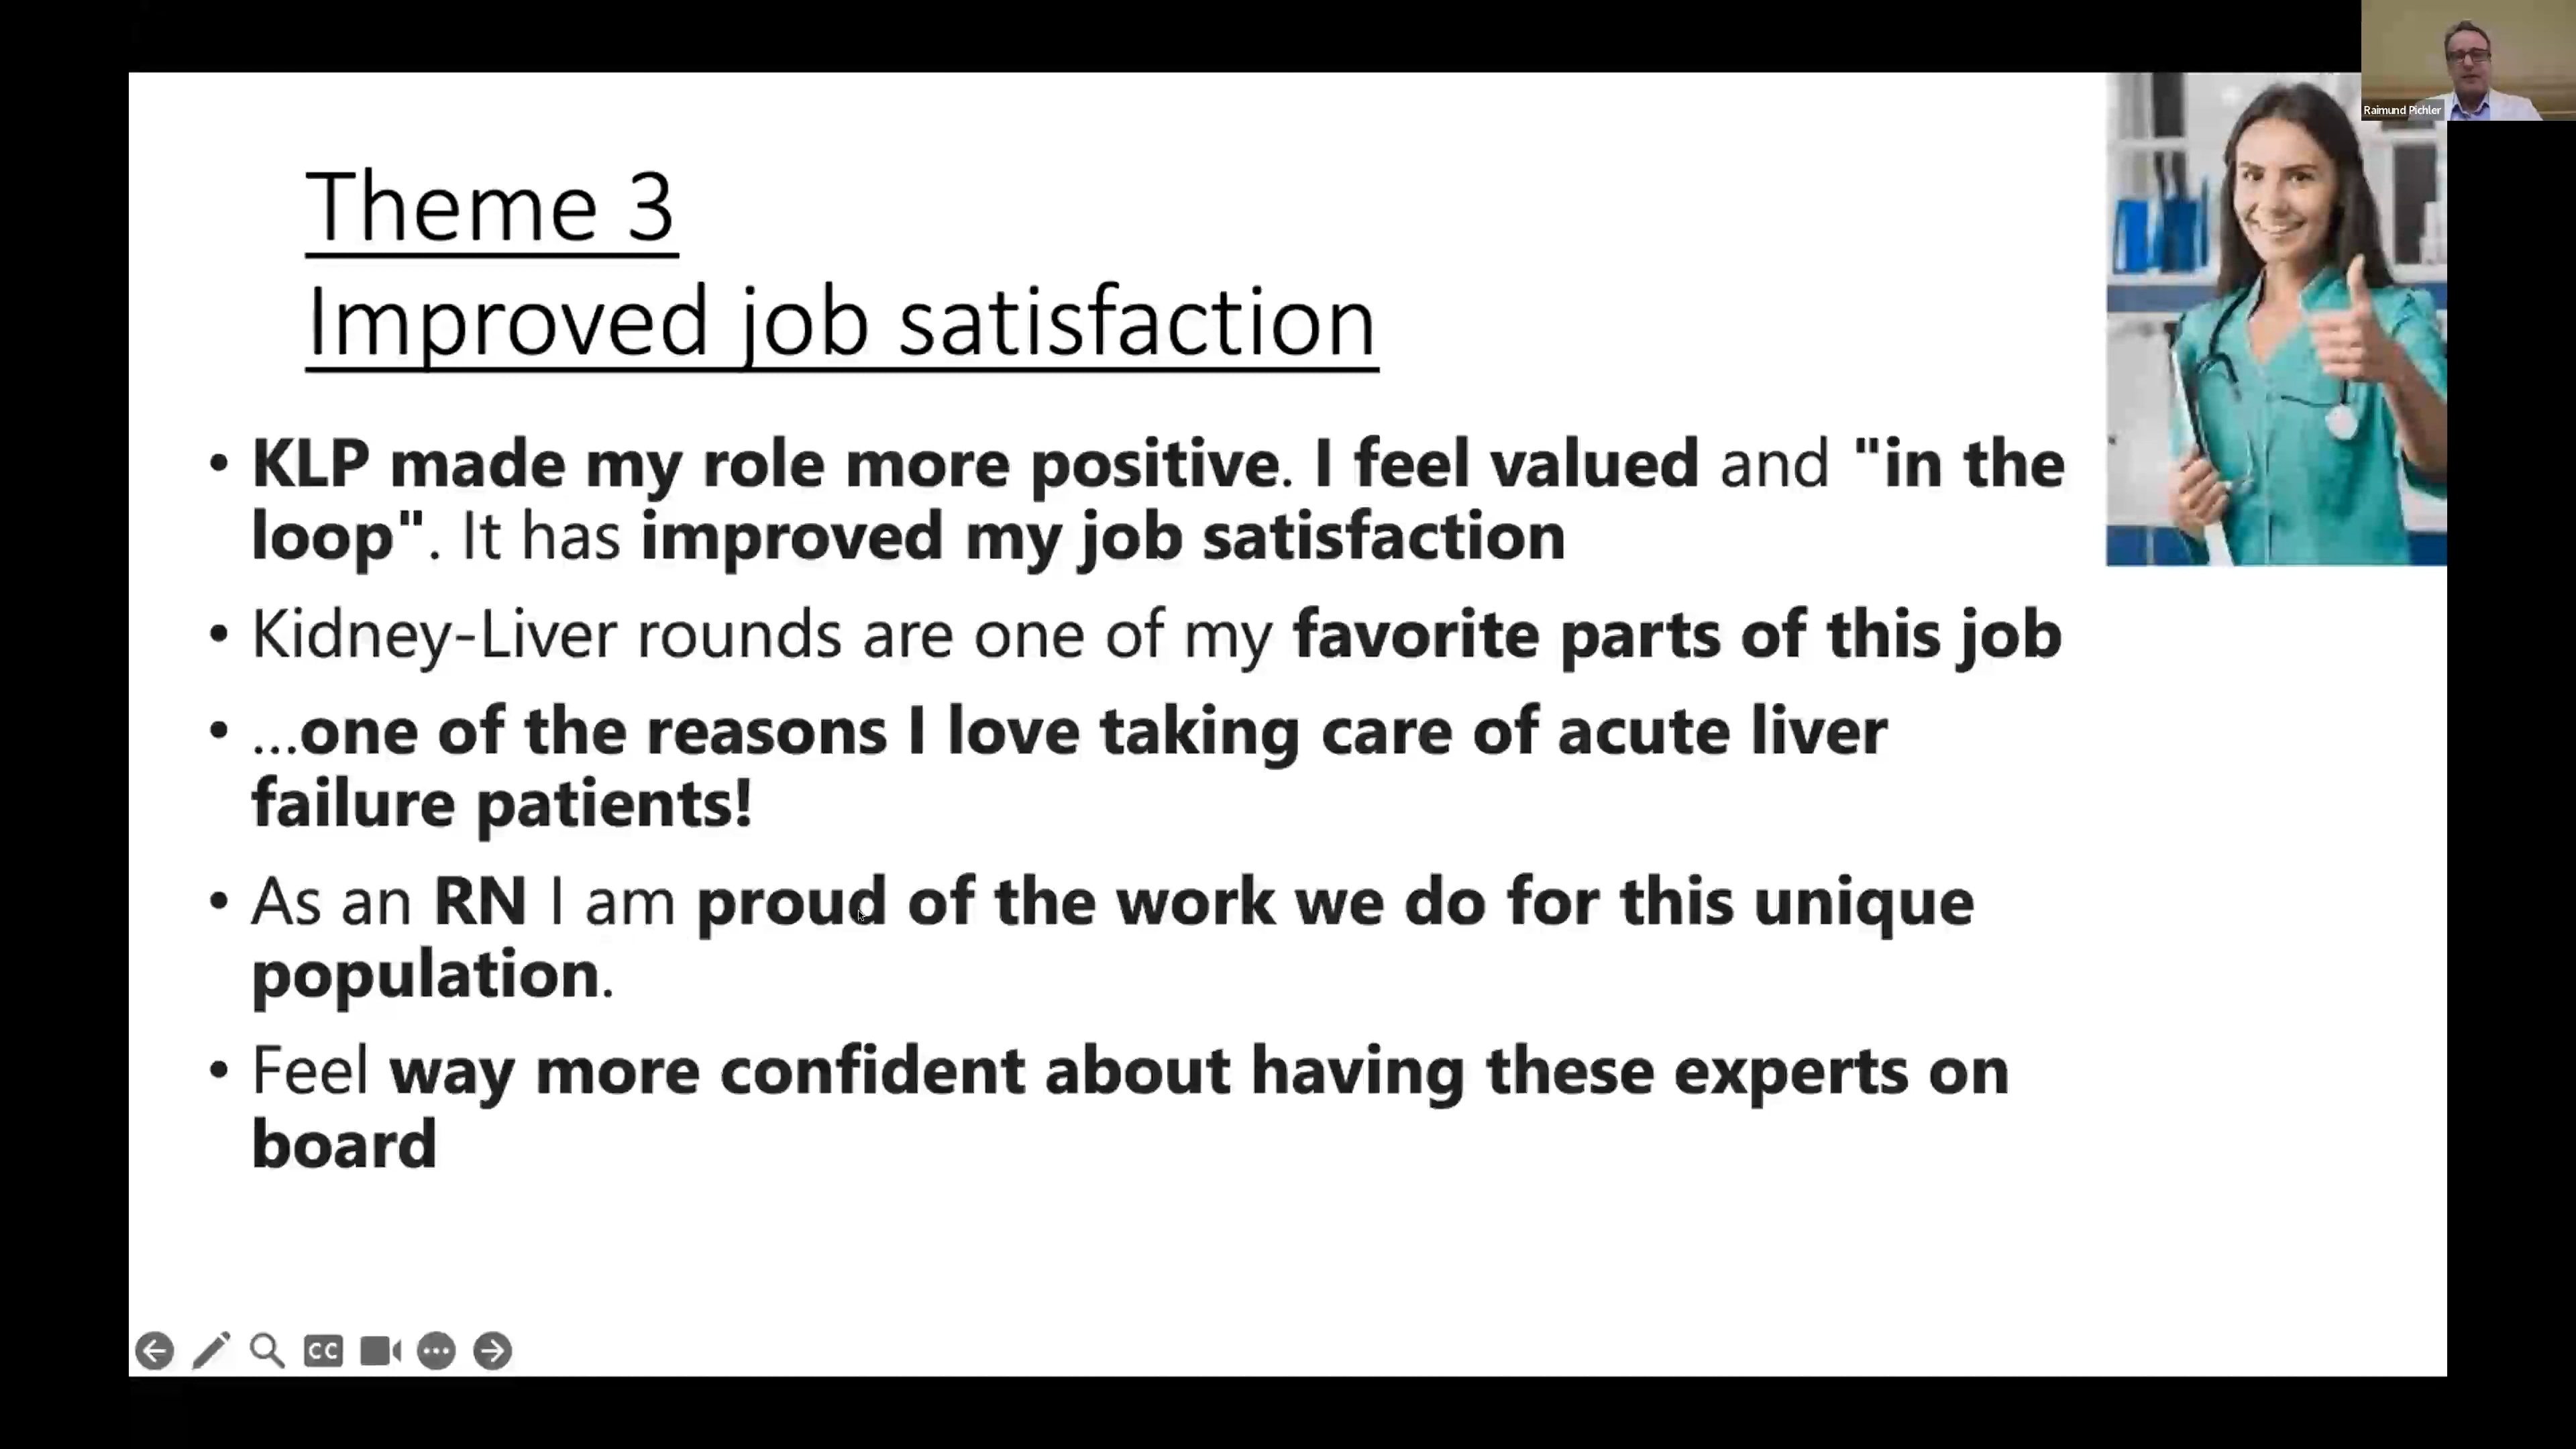 Raimund Pichler
Theme 3
Improved job satisfaction
• KLP made my role more positive. I feel valued and "in the
loop". It has improved my job satisfaction
• Kidney-Liver rounds are one of my favorite parts of this job
• ...one of the reasons I love taking care of acute liver
failure patients!
• As an RN I am proud of the work we do for this unique
population.
• Feel way more confident about having these experts on
board
CC